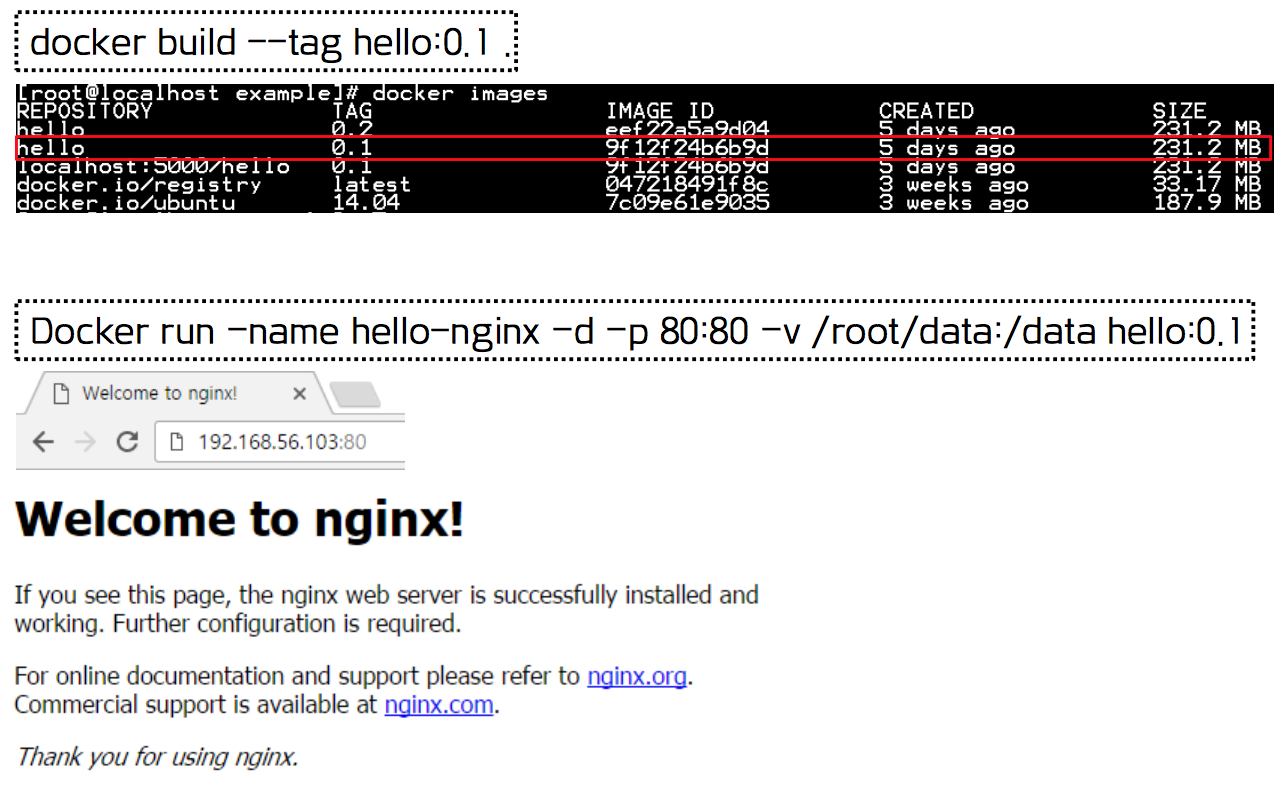 docker build --tag hello:0.1 .
[root@localhost example]# docker images
REPOSITORY TAG IMAGE ID CREATED SIZE
hello 0.2 eef22a5a9d04 5 days ago 231.2 MB
hello 0.1 9f12f24b6b9d 5 days ago 231.2 MB
localhost:5000/hello 0.1 9f12f24b6b9d 5 days ago 231.2 MB
docker.io/registry latest 047218491f8c 3 weeks ago 33.17 MB
docker.io/ubuntu 14.04 7c09e61e9035 3 weeks ago 187.9 MB
Docker run -name hello-nginx -d -p 80:80 -v /root/data:/data hello:0.1
Welcome to nginx!
192.168.56.103:80
Welcome to nginx!
If you see this page, the nginx web server is successfully installed and
working. Further configuration is required.
For online documentation and support please refer to nginx.org.
Commercial support is available at nginx.com.
Thank you for using nginx.